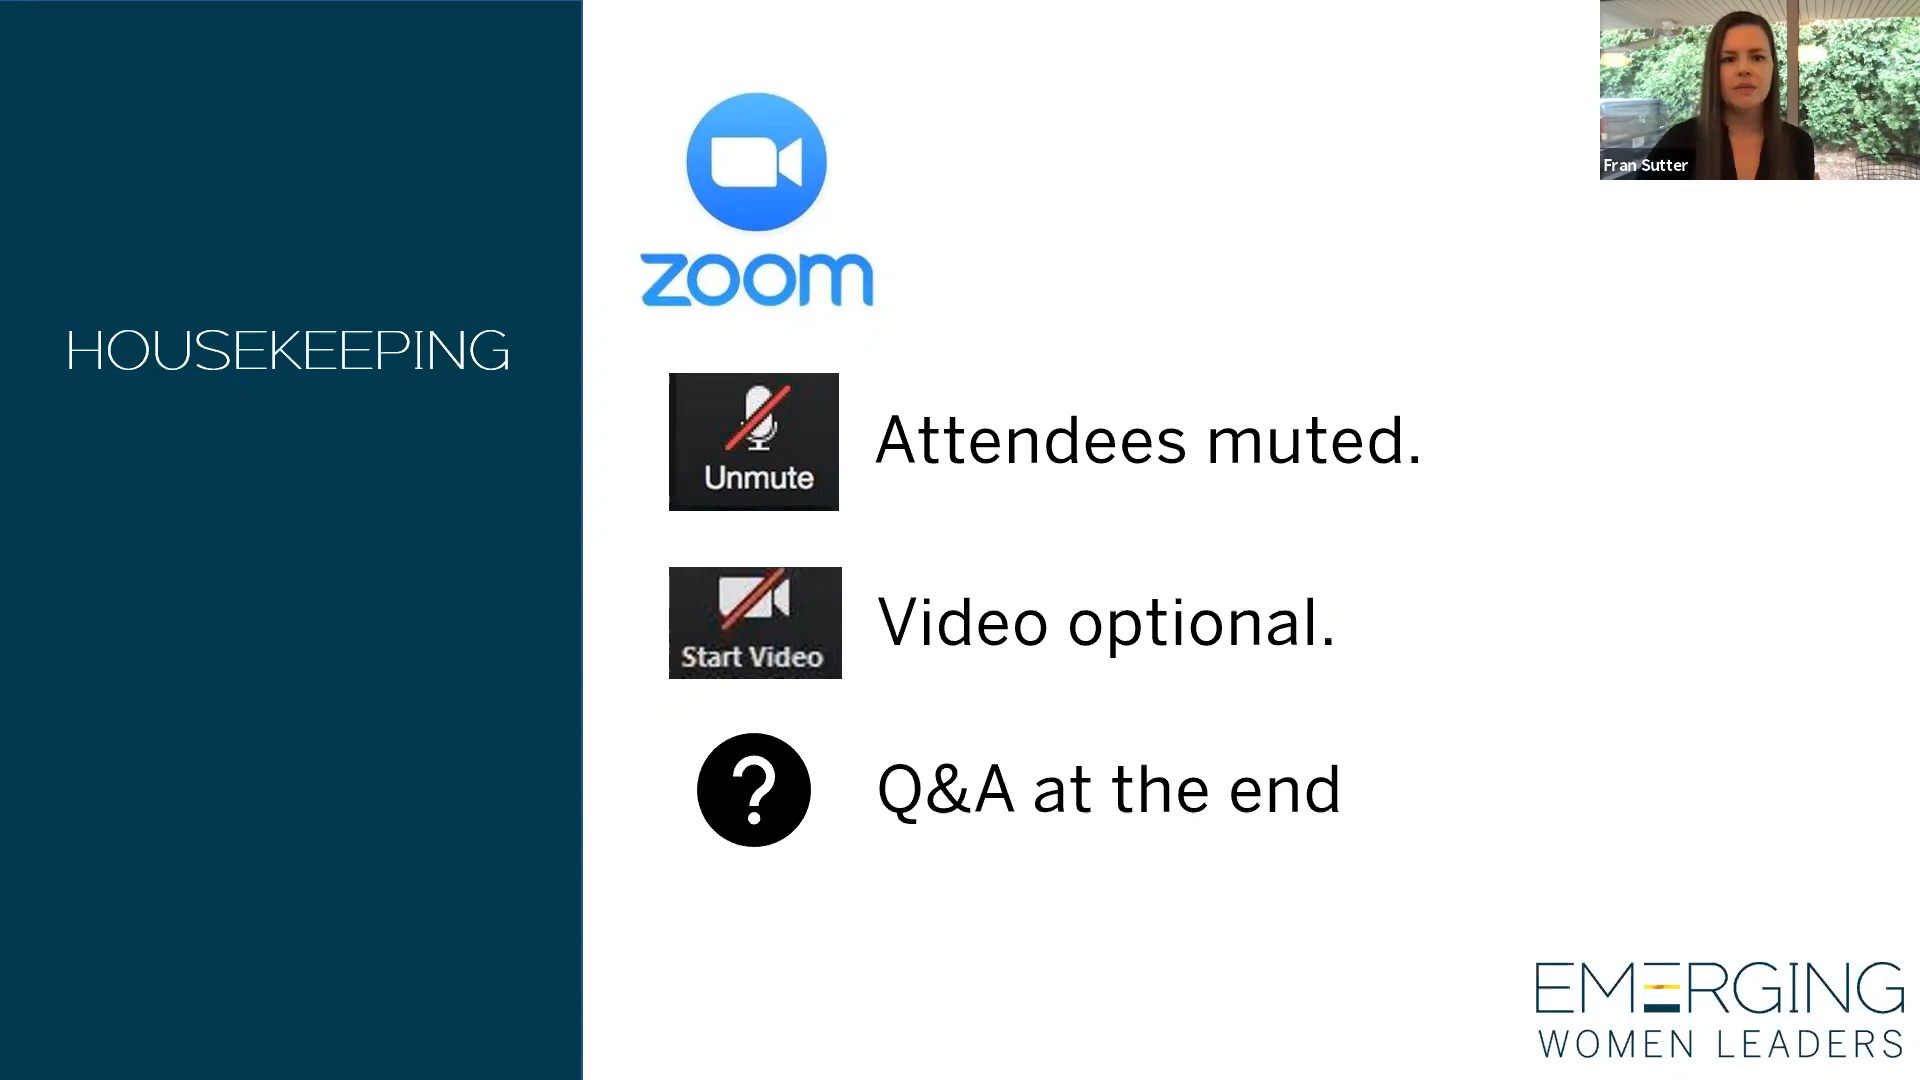 Fran Sutter
zoom
HOUSEKEEPING
Unmute
Attendees muted.
Start Video
Video optional.
?
Q&A at the end
EMERGING
WOMEN LEADERS